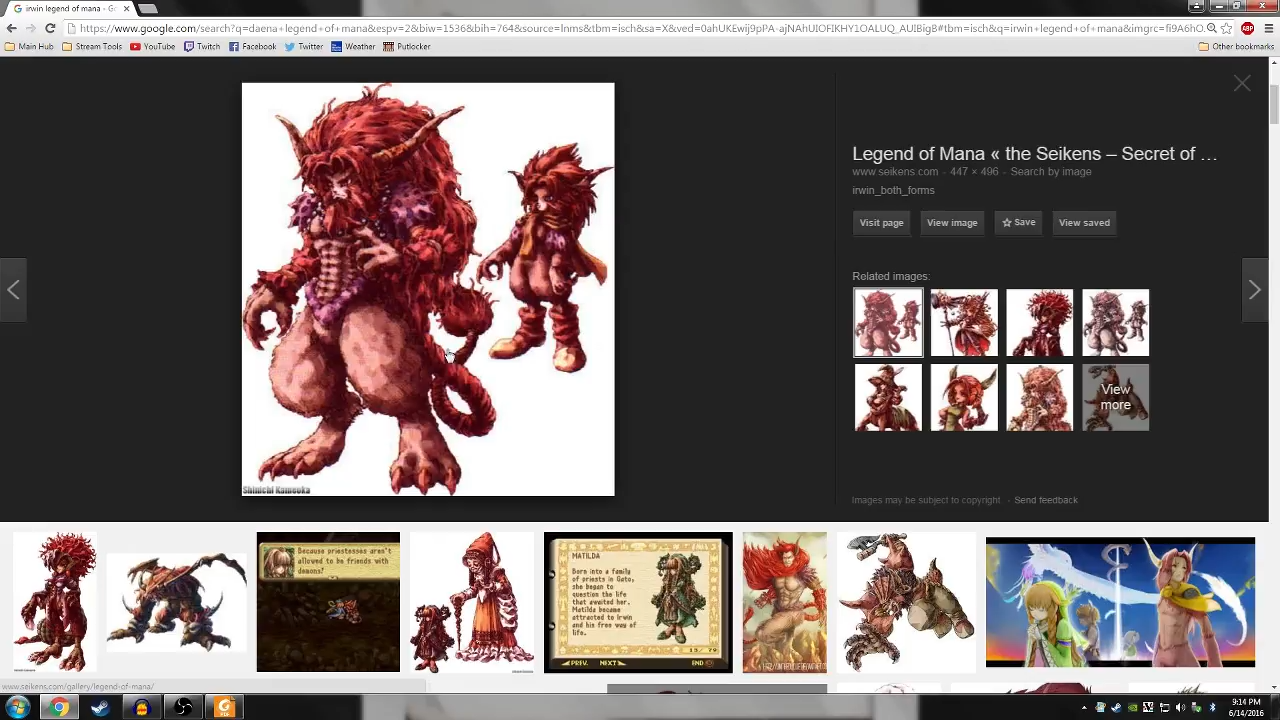 irwin legend of mana - Go
https://www.google.com/search?q=daena+legend+of+mana&espv=2&biw=1536&bih=764&source=lnms&tbm=isch&sa=X&ved=0ahUKEwij9pPA-ajNAhUIOFIKHY1OALUQ_AUIBigB#tbm=isch&q=irwin+legend+of+mana&imgrc=fi9A6hO
Main Hub
Stream Tools
YouTube
Twitch
Facebook
Twitter
Weather
Putlocker
Other bookmarks
ABP
Legend of Mana « the Seikens – Secret of …
www.seikens.com - 447 × 496 - Search by image
irwin_both_forms
Visit page
View image
Save
View saved
Related images:
View
more
Shinichi Kameoka
Images may be subject to copyright. - Send feedback
Because priestesses aren't
allowed to be friends with
demons!
MATILDA
Born into a family
of priests in Gato,
she began to
question the life
that awaited her.
Matilda became
attracted to Irwin
and his free way of
life.
PREV.
NEXT
15 / 79
END
www.seikens.com/gallery/legend-of-mana/
9:14 PM
6/14/2016